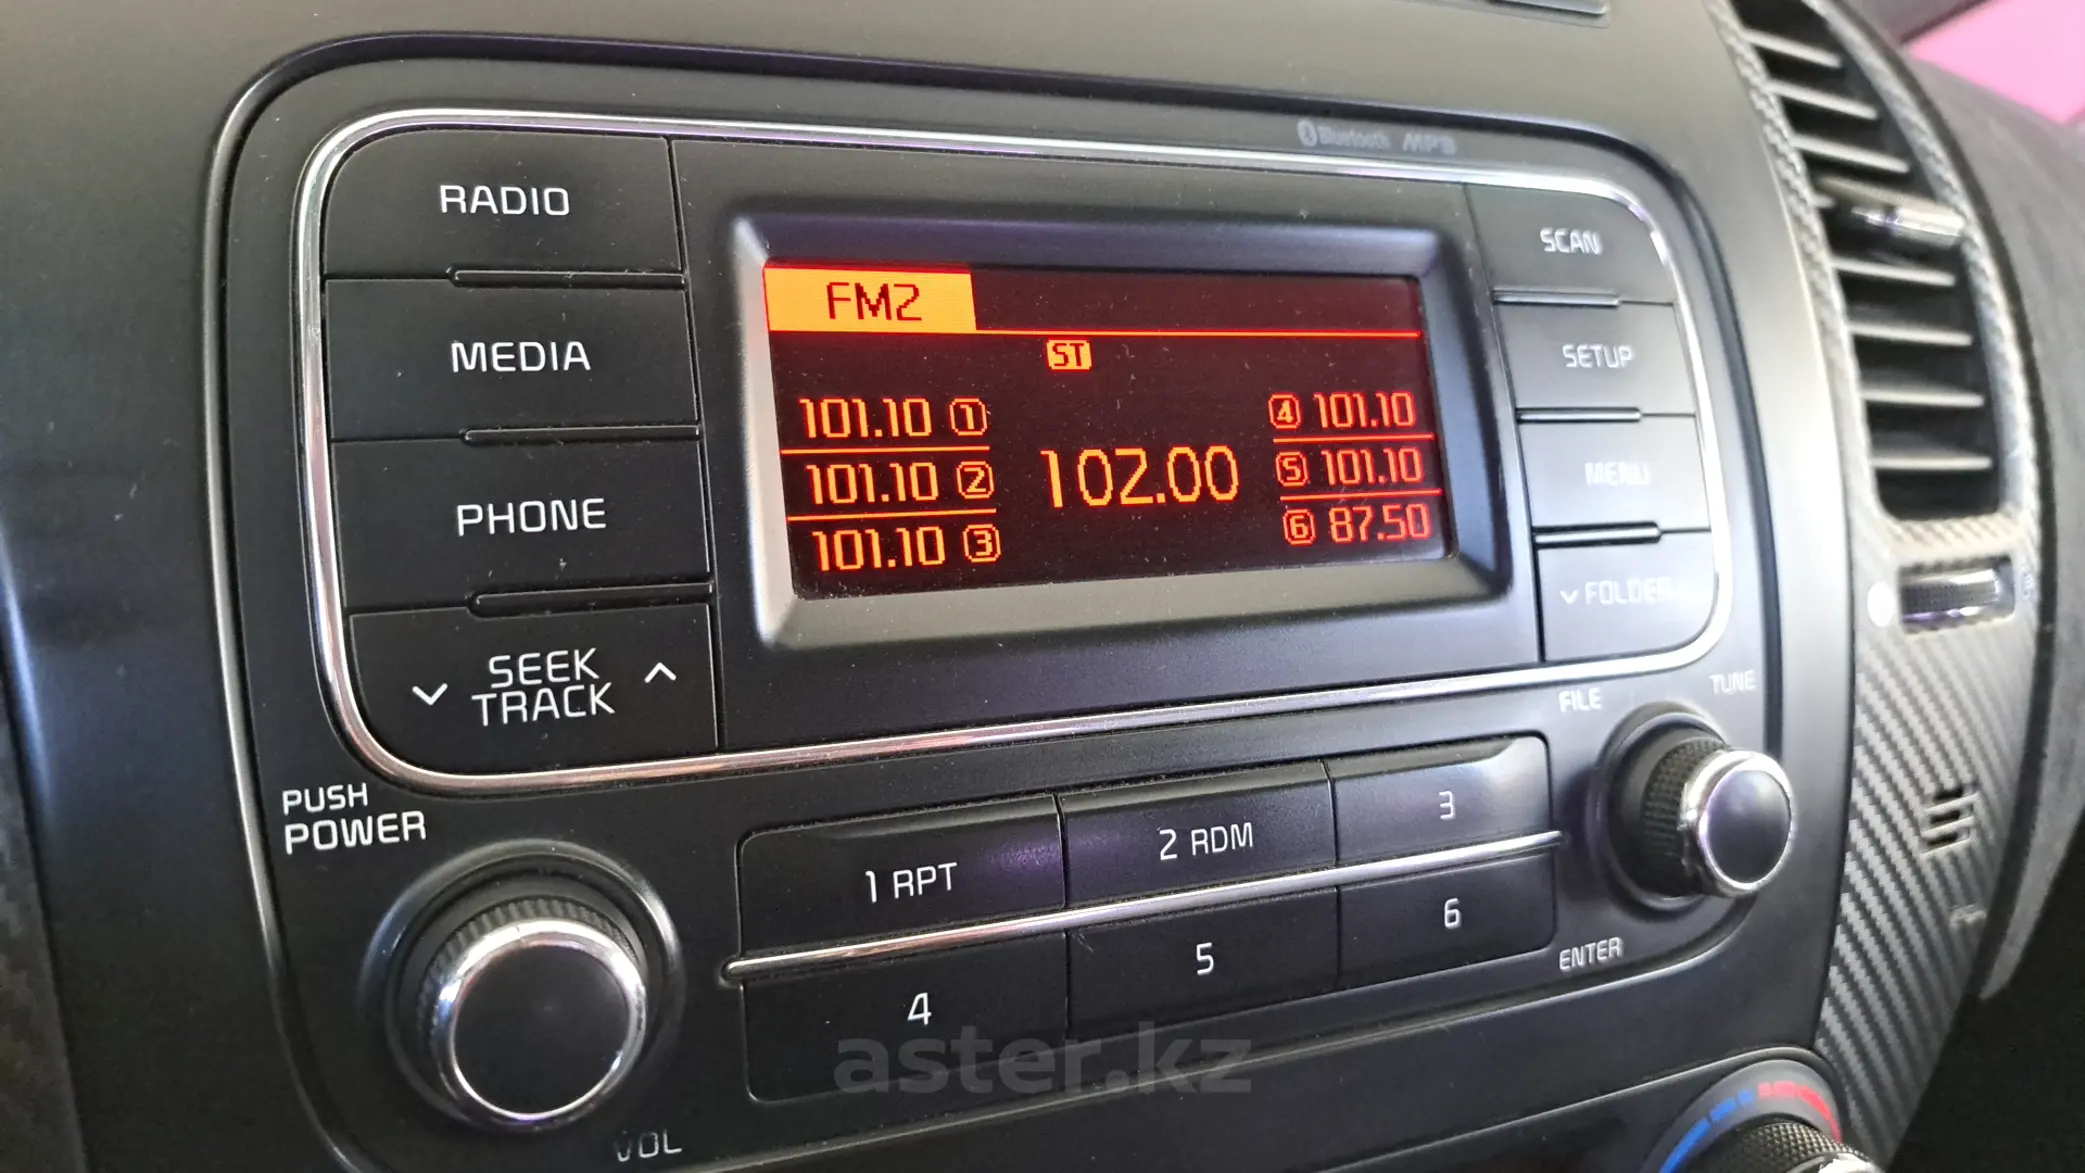 Bluetooth MP3
RADIO
MEDIA
PHONE
SEEK
TRACK
FM2
ST
101.10 1
101.10 2
101.10 3
102.00
4 101.10
5 101.10
6 87.50
SCAN
SETUP
MENU
FOLDER
PUSH
POWER
VOL
1 RPT
2 RDM
3
4
5
6
FILE
TUNE
ENTER
aster.kz